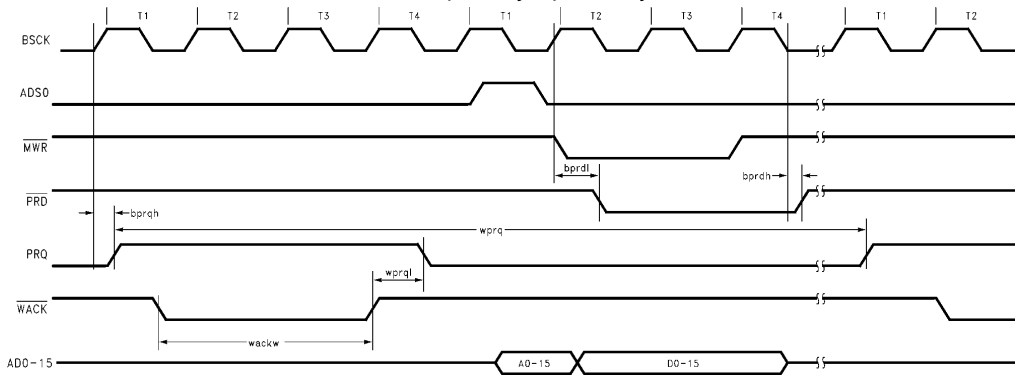 T1 T2 T3 T4 T1 T2 T3 T4 T1 T2
BSCK
ADS0
MWR
bprdl
bprdh
PRD
bprqh
wprq
PRQ
wprql
WACK
wackw
AD0-15 A0-15 D0-15